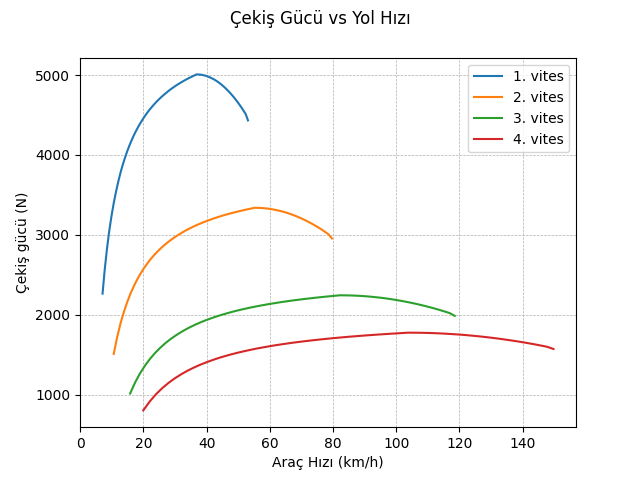 Çekiş Gücü vs Yol Hızı
1. vites
2. vites
3. vites
4. vites
Çekiş gücü (N)
5000
4000
3000
2000
1000
0 20 40 60 80 100 120 140
Araç Hızı (km/h)